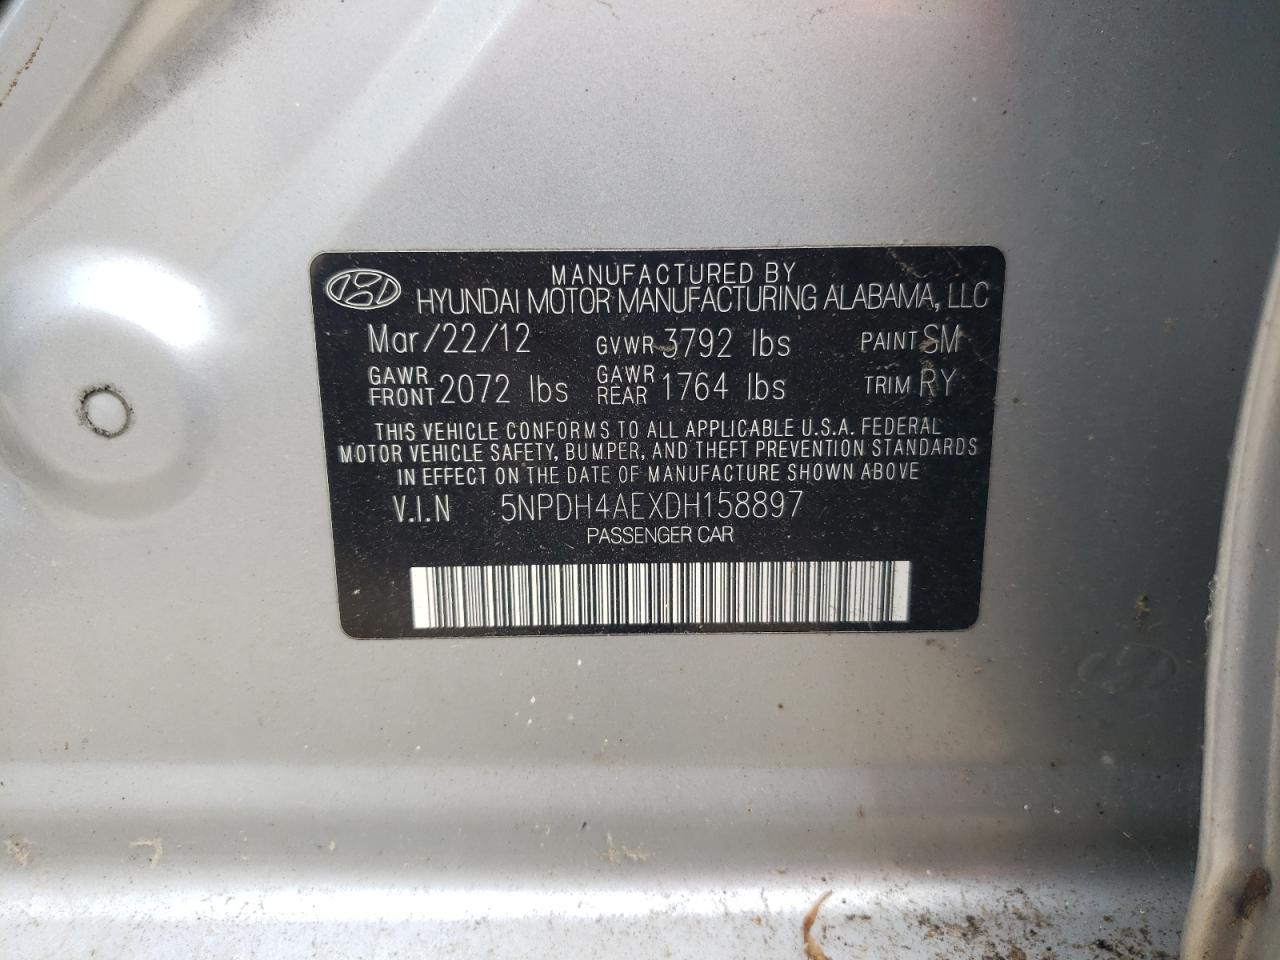 MANUFACTURED BY
HYUNDAI MOTOR MANUFACTURING ALABAMA, LLC
Mar/22/12 GVWR 3792 lbs PAINT SM
GAWR FRONT 2072 lbs GAWR REAR 1764 lbs TRIM RY
THIS VEHICLE CONFORMS TO ALL APPLICABLE U.S.A. FEDERAL
MOTOR VEHICLE SAFETY, BUMPER, AND THEFT PREVENTION STANDARDS
IN EFFECT ON THE DATE OF MANUFACTURE SHOWN ABOVE
V.I.N 5NPDH4AEXDH158897
PASSENGER CAR